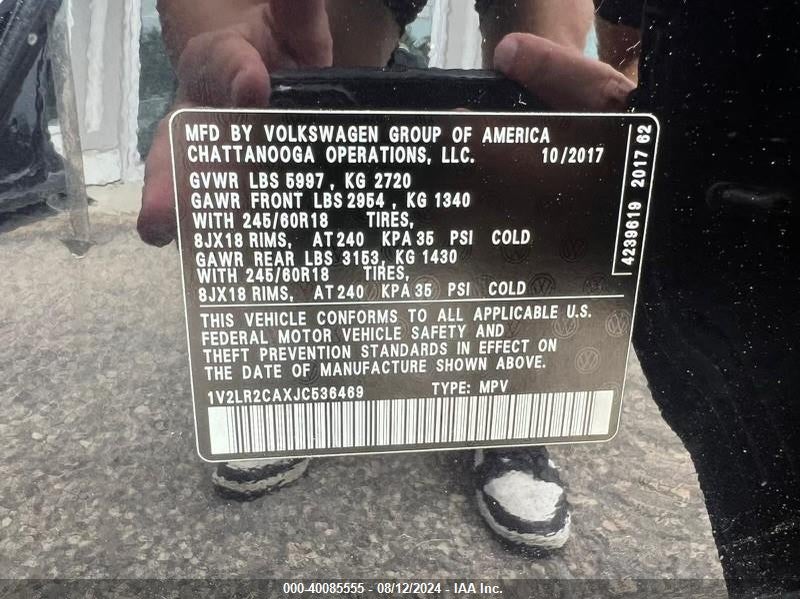 MFD BY VOLKSWAGEN GROUP OF AMERICA
CHATTANOOGA OPERATIONS, LLC. 10/2017
GVWR LBS 5997 , KG 2720
GAWR FRONT LBS 2954 , KG 1340
WITH 245/60R18 TIRES,
8JX18 RIMS, AT 240 KPA 35 PSI COLD
GAWR REAR LBS 3153, KG 1430
WITH 245/60R18 TIRES,
8JX18 RIMS, AT 240 KPA 35 PSI COLD
4239619 2017 62
THIS VEHICLE CONFORMS TO ALL APPLICABLE U.S.
FEDERAL MOTOR VEHICLE SAFETY AND
THEFT PREVENTION STANDARDS IN EFFECT ON
THE DATE OF MANUFACTURE SHOWN ABOVE.
1V2LR2CAXJC536469 TYPE: MPV
000-40085555 - 08/12/2024 - IAA Inc.